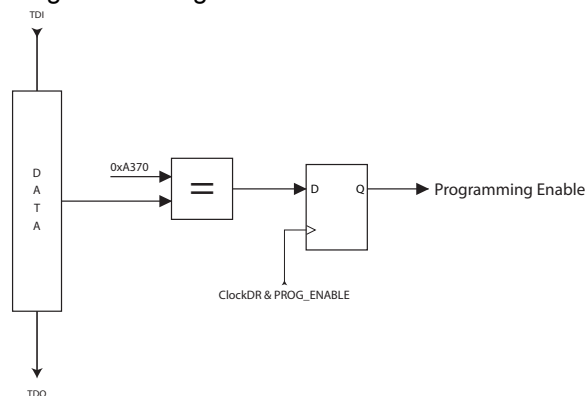 TDI
D
A
T
A
0xA370
=
D
Q
Programming Enable
ClockDR & PROG_ENABLE
TDO